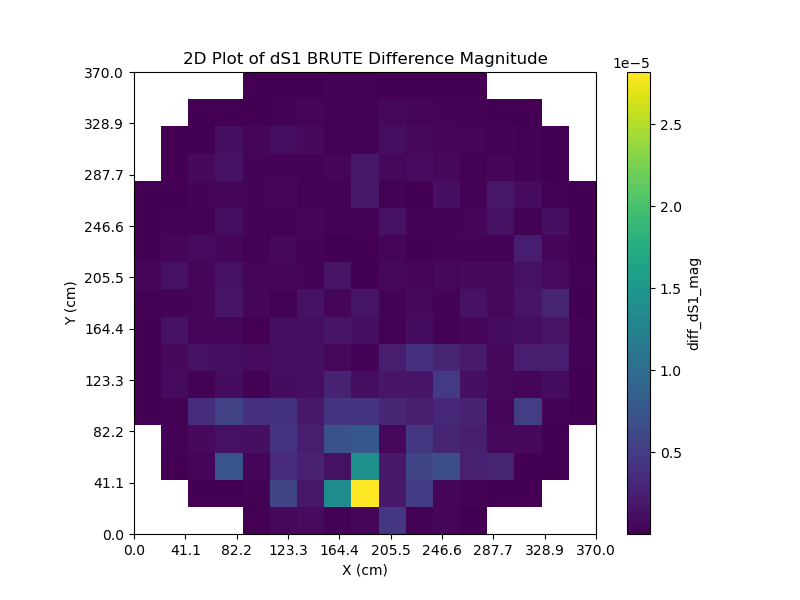 2D Plot of dS1 BRUTE Difference Magnitude
1e−5
370.0
328.9
287.7
246.6
205.5
164.4
123.3
82.2
41.1
0.0
Y (cm)
0.0 41.1 82.2 123.3 164.4 205.5 246.6 287.7 328.9 370.0
X (cm)
2.5
2.0
1.5
1.0
0.5
diff_dS1_mag